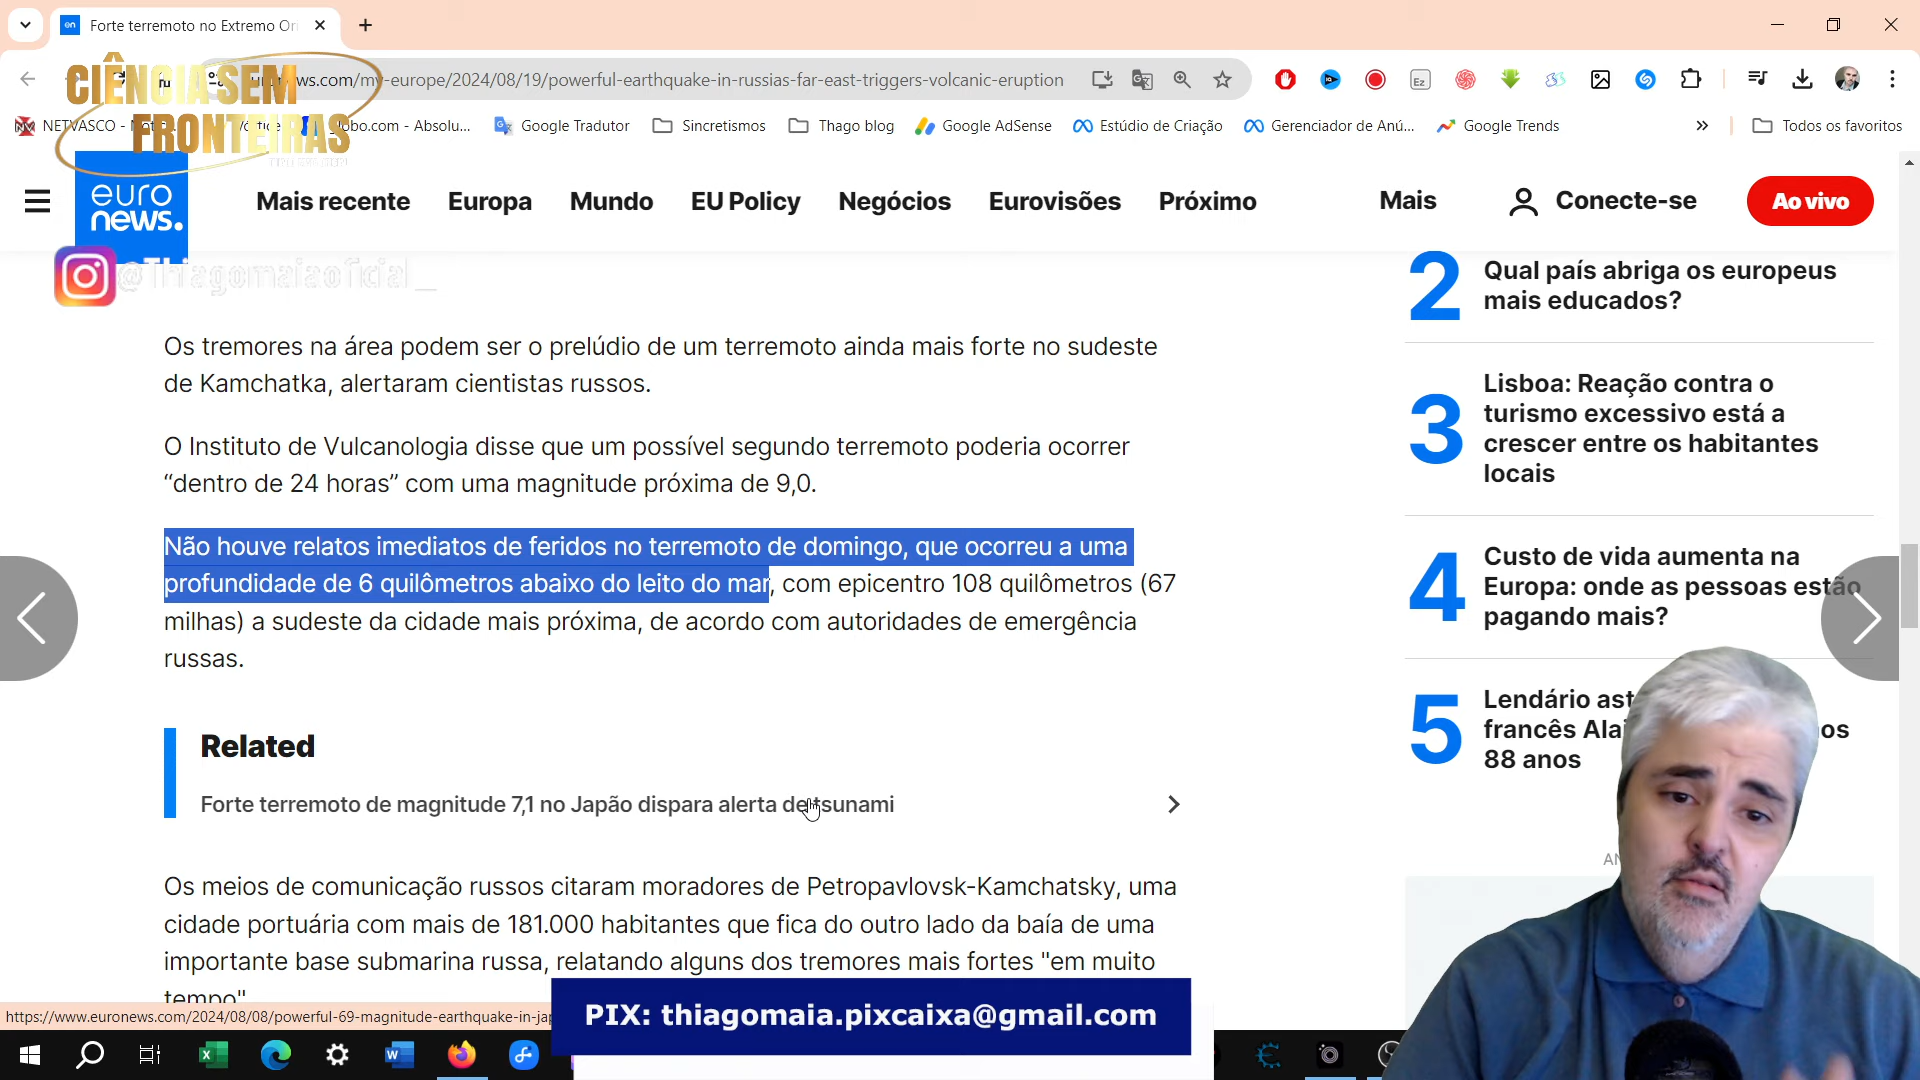 Forte terremoto no Extremo Or
CIÊNCIA SEM
FRONTEIRAS
ws.com/my-europe/2024/08/19/powerful-earthquake-in-russias-far-east-triggers-volcanic-eruption
NETVASCO
globo.com - Absolu...
Google Tradutor
Sincretismos
Thago blog
Google AdSense
Estúdio de Criação
Gerenciador de Anú...
Google Trends
»
Todos os favoritos
euro
news.
Mais recente
Europa
Mundo
EU Policy
Negócios
Eurovisões
Próximo
Mais
Conecte-se
Ao vivo
@Thiagomaiaoficial_
Os tremores na área podem ser o prelúdio de um terremoto ainda mais forte no sudeste
de Kamchatka, alertaram cientistas russos.
O Instituto de Vulcanologia disse que um possível segundo terremoto poderia ocorrer
“dentro de 24 horas” com uma magnitude próxima de 9,0.
Não houve relatos imediatos de feridos no terremoto de domingo, que ocorreu a uma
profundidade de 6 quilômetros abaixo do leito do mar, com epicentro 108 quilômetros (67
milhas) a sudeste da cidade mais próxima, de acordo com autoridades de emergência
russas.
Related
Forte terremoto de magnitude 7,1 no Japão dispara alerta de tsunami
Os meios de comunicação russos citaram moradores de Petropavlovsk-Kamchatsky, uma
cidade portuária com mais de 181.000 habitantes que fica do outro lado da baía de uma
importante base submarina russa, relatando alguns dos tremores mais fortes "em muito
tempo".
2
Qual país abriga os europeus
mais educados?
3
Lisboa: Reação contra o
turismo excessivo está a
crescer entre os habitantes
locais
4
Custo de vida aumenta na
Europa: onde as pessoas estão
pagando mais?
5
Lendário ast
francês Alai os
88 anos
AN
https://www.euronews.com/2024/08/08/powerful-69-magnitude-earthquake-in-jap
PIX: thiagomaia.pixcaixa@gmail.com